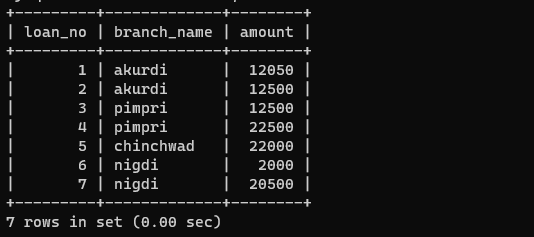 +---------+-------------+--------+
| loan_no | branch_name | amount |
+---------+-------------+--------+
|       1 | akurdi      |  12050 |
|       2 | akurdi      |  12500 |
|       3 | pimpri      |  12500 |
|       4 | pimpri      |  22500 |
|       5 | chinchwad   |  22000 |
|       6 | nigdi       |   2000 |
|       7 | nigdi       |  20500 |
+---------+-------------+--------+
7 rows in set (0.00 sec)